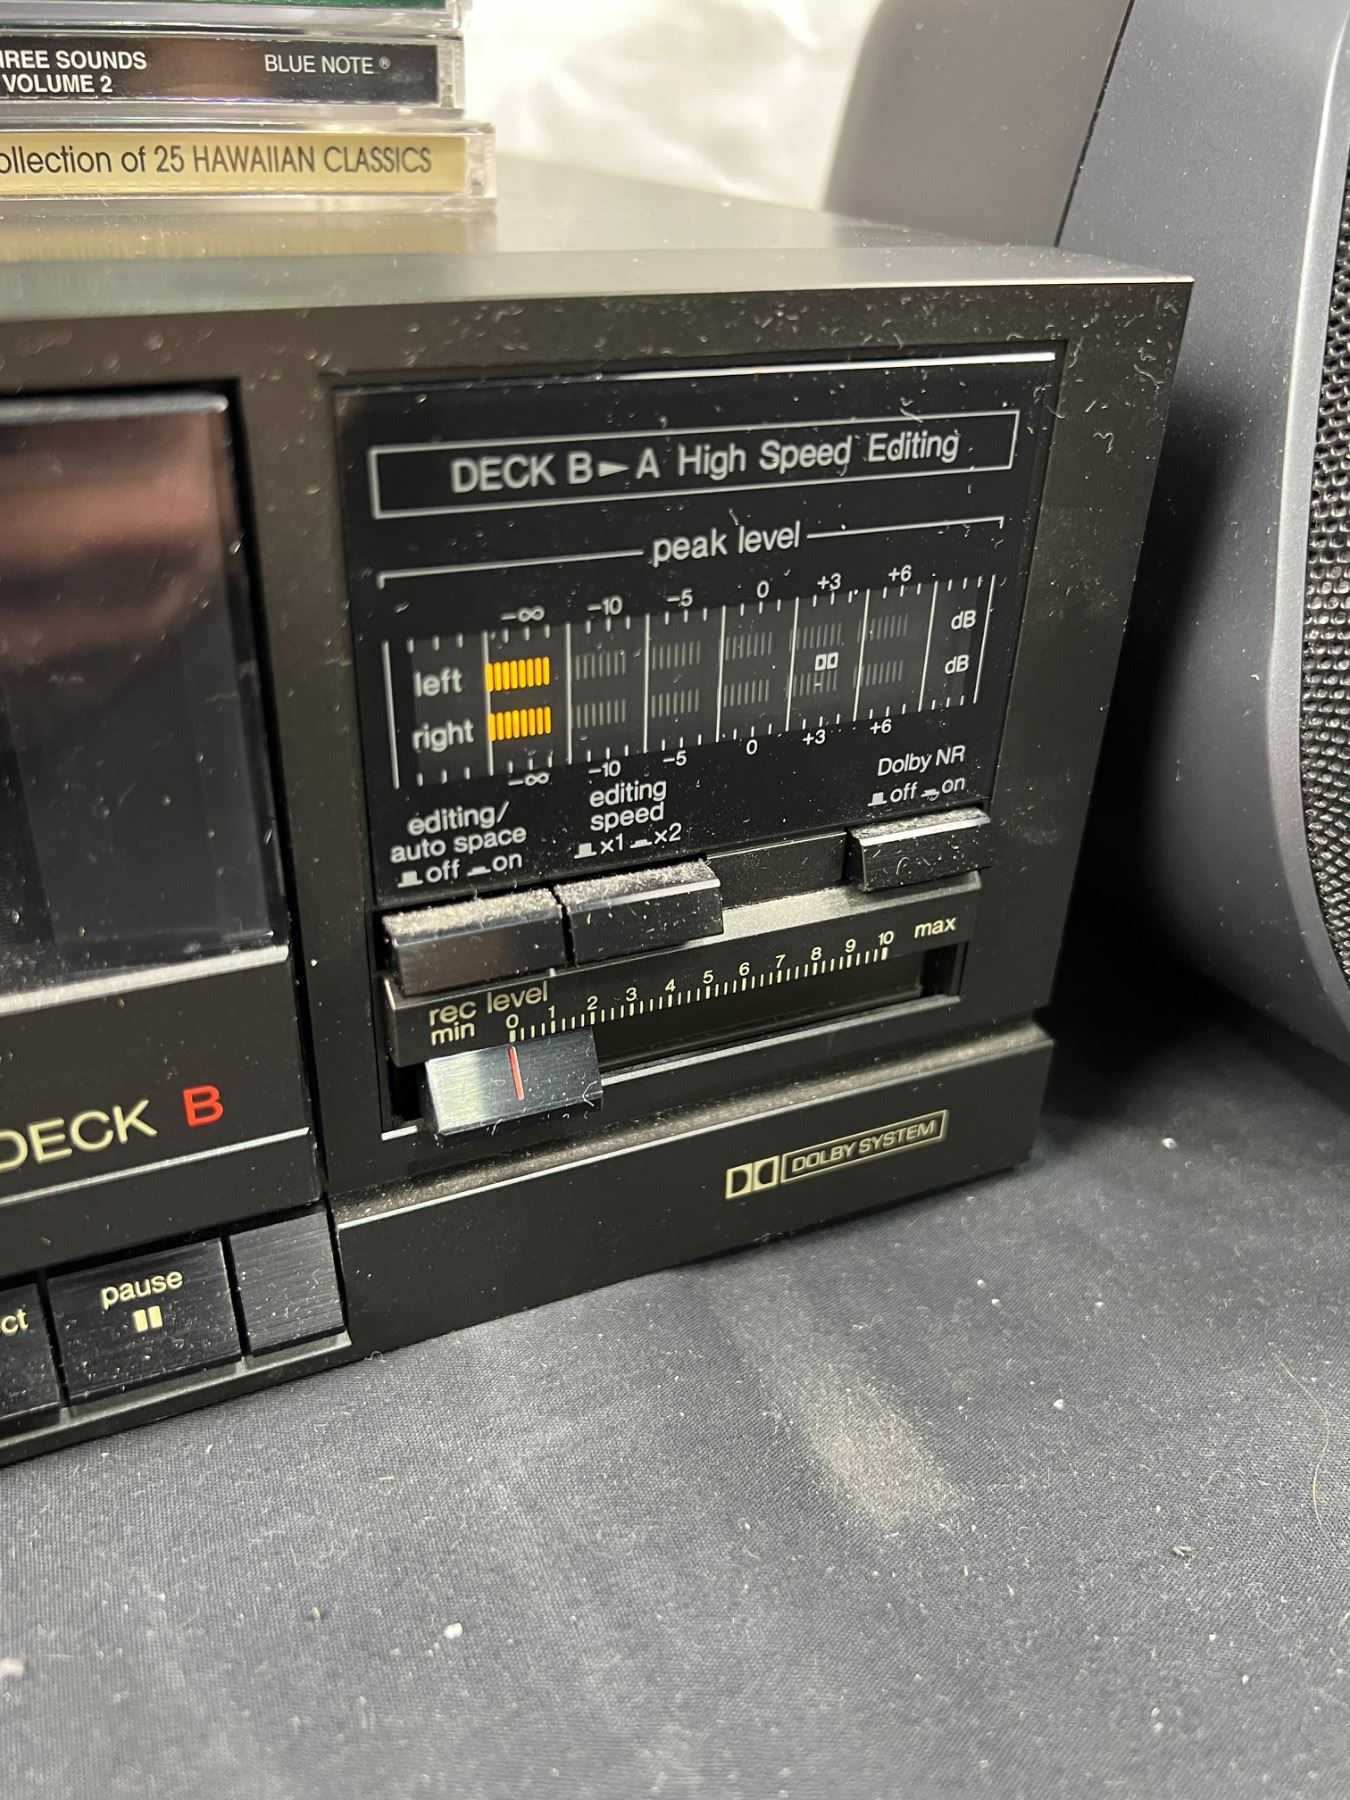 HREE SOUNDS
VOLUME 2
BLUE NOTE ®
ollection of 25 HAWAIIAN CLASSICS
DECK B►A High Speed Editing
peak level
-∞ -10 -5 0 +3 +6
left dB
right dB
-∞ -10 -5 0 +3 +6
editing/
auto space
off on
editing
speed
x1 x2
Dolby NR
off on
rec level
min 0 1 2 3 4 5 6 7 8 9 10 max
DECK B
DOLBY SYSTEM
ct
pause